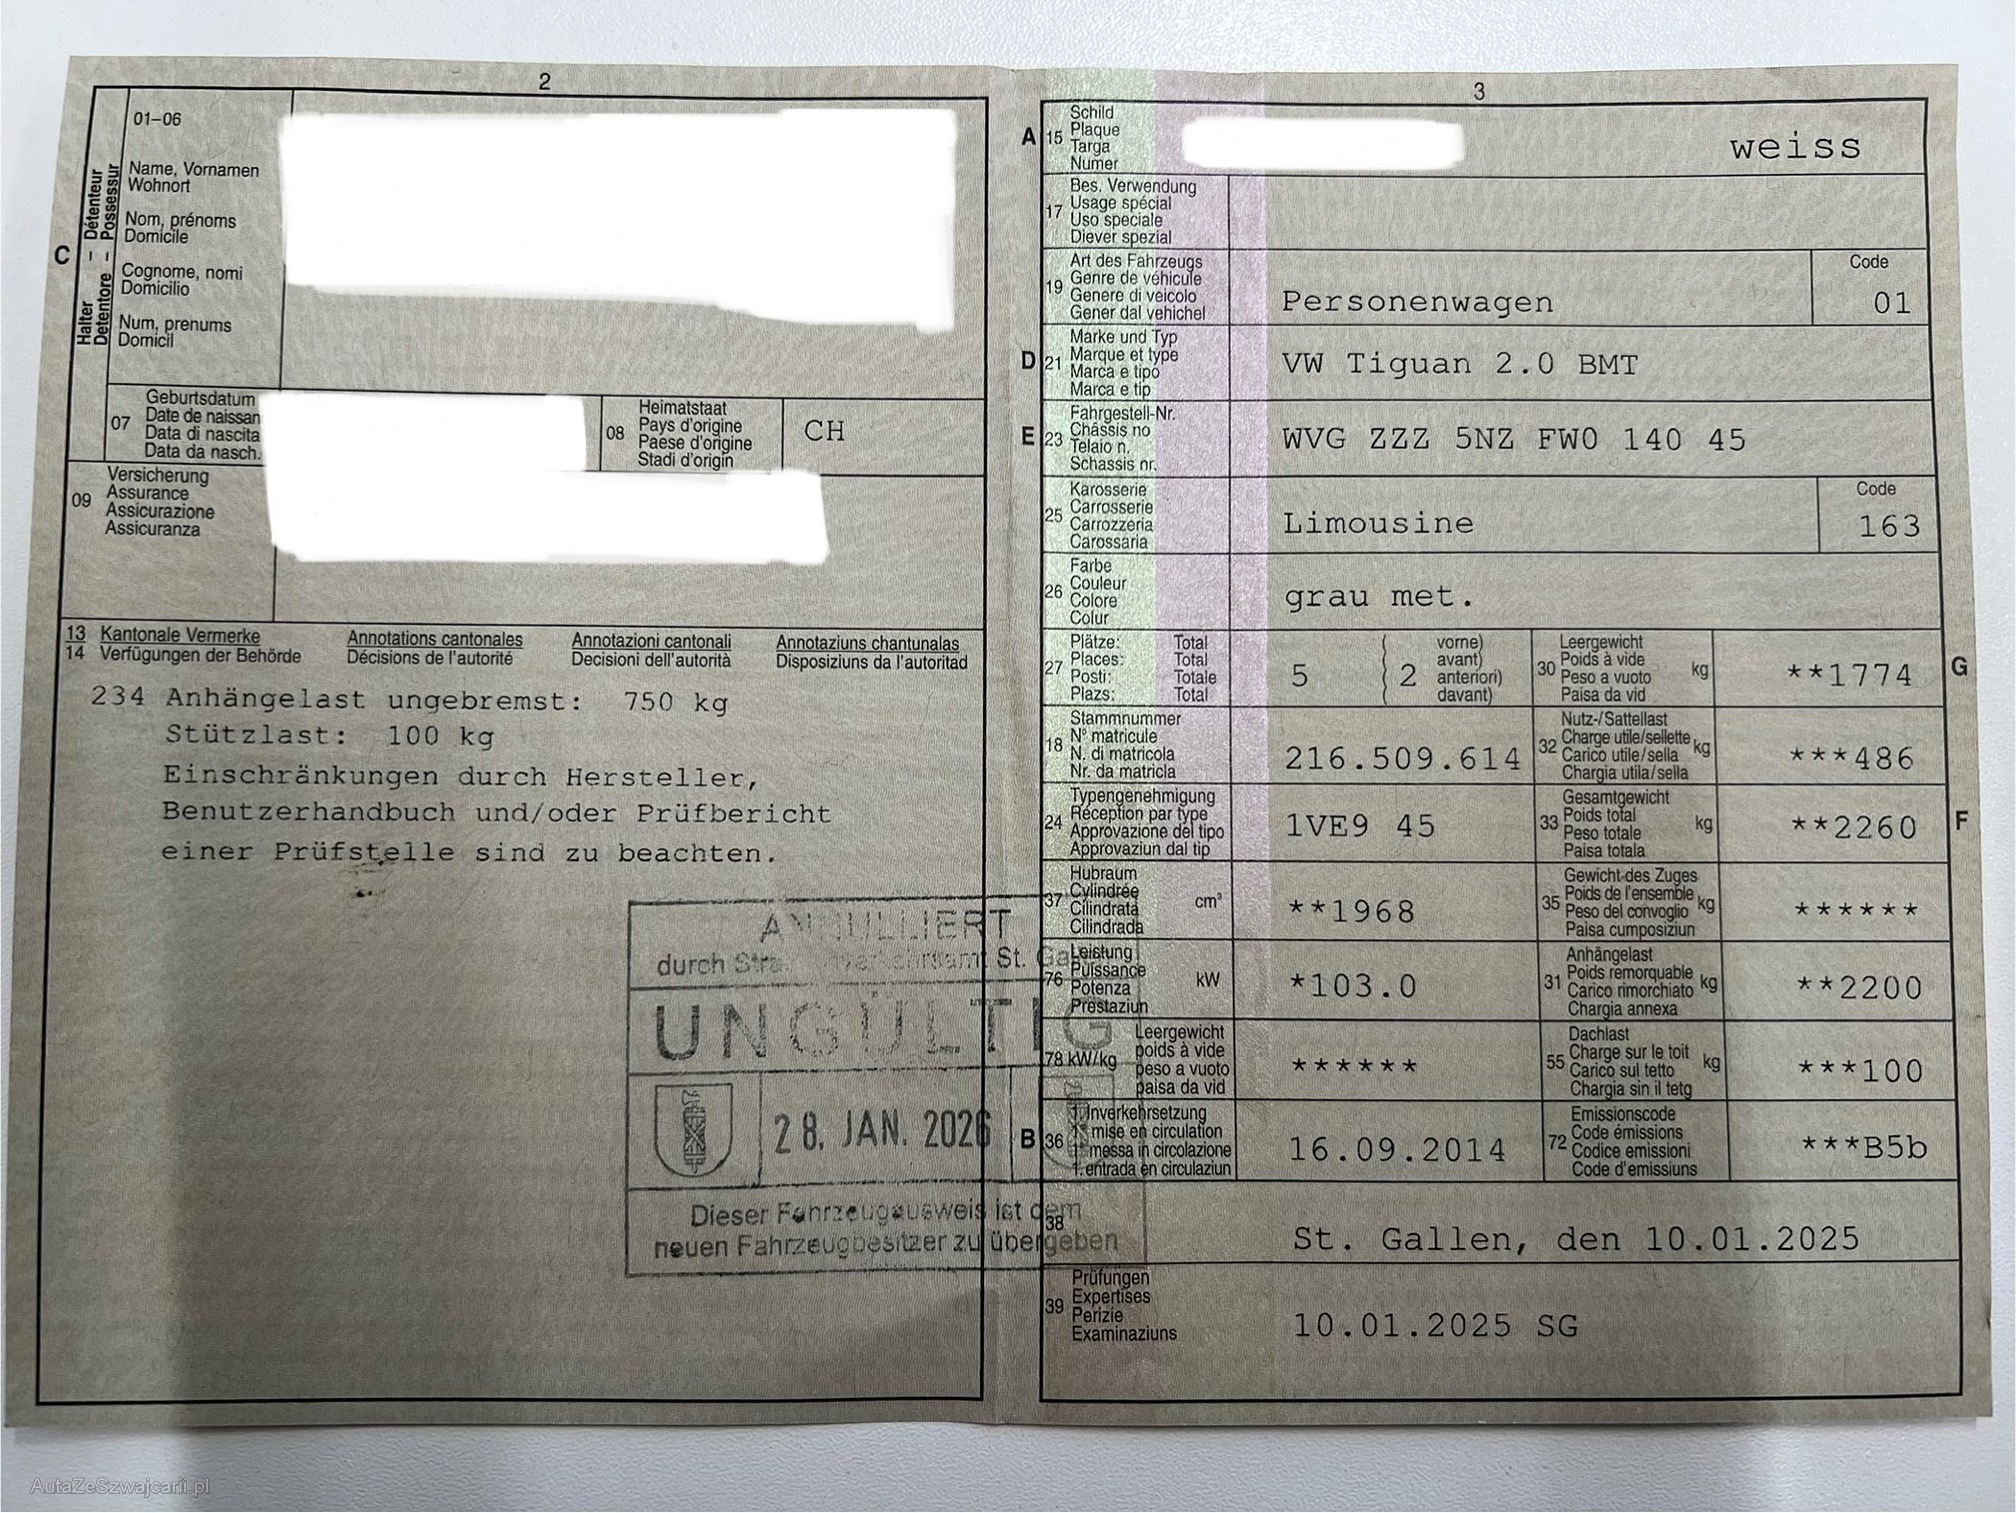 2
01–06
Name, Vornamen
Wohnort
Nom, prénoms
Domicile
Cognome, nomi
Domicilio
Num, prenums
Domicil
C
Halter – Détenteur
Detentore – Possessur
07
Geburtsdatum
Date de naissan
Data di nascita
Data da nasch.
08
Heimatstaat
Pays d'origine
Paese d'origine
Stadi d'origin
CH
09
Versicherung
Assurance
Assicurazione
Assicuranza
13 Kantonale Vermerke Annotations cantonales Annotazioni cantonali Annotaziuns chantunalas
14 Verfügungen der Behörde Décisions de l'autorité Decisioni dell'autorità Disposiziuns da l'autoritad
234 Anhängelast ungebremst: 750 kg
Stützlast: 100 kg
Einschränkungen durch Hersteller,
Benutzerhandbuch und/oder Prüfbericht
einer Prüfstelle sind zu beachten.
ANNULLIERT
durch Strassenverkehrsamt St. Gallen
UNGÜLTIG
28. JAN. 2026
Dieser Fahrzeugausweis ist dem
neuen Fahrzeugbesitzer zu übergeben
3
A 15
Schild
Plaque
Targa
Numer
weiss
17
Bes. Verwendung
Usage spécial
Uso speciale
Diever spezial
19
Art des Fahrzeugs
Genre de véhicule
Genere di veicolo
Gener dal vehichel
Personenwagen
Code
01
D 21
Marke und Typ
Marque et type
Marca e tipo
Marca e tip
VW Tiguan 2.0 BMT
E 23
Fahrgestell-Nr.
Châssis no
Telaio n.
Schassis nr.
WVG ZZZ 5NZ FW0 140 45
25
Karosserie
Carrosserie
Carrozzeria
Carossaria
Limousine
Code
163
26
Farbe
Couleur
Colore
Colur
grau met.
27
Plätze: Total
Places: Total
Posti: Totale
Plazs: Total
5
2
vorne)
avant)
anteriori)
davant)
30
Leergewicht
Poids à vide
Peso a vuoto
Paisa da vid
kg
**1774
G
18
Stammnummer
N° matricule
N. di matricola
Nr. da matricla
216.509.614
32
Nutz-/Sattellast
Charge utile/sellette
Carico utile/sella
Chargia utila/sella
kg
***486
24
Typengenehmigung
Réception par type
Approvazione del tipo
Approvaziun dal tip
1VE9 45
33
Gesamtgewicht
Poids total
Peso totale
Paisa totala
kg
**2260
F
37
Hubraum
Cylindrée
Cilindrata
Cilindrada
cm³
**1968
35
Gewicht des Zuges
Poids de l'ensemble
Peso del convoglio
Paisa cumposiziun
kg
******
76
Leistung
Puissance
Potenza
Prestaziun
kW
*103.0
31
Anhängelast
Poids remorquable
Carico rimorchiato
Chargia annexa
kg
**2200
78 kW/kg
Leergewicht
poids à vide
peso a vuoto
paisa da vid
******
55
Dachlast
Charge sur le toit
Carico sul tetto
Chargia sin il tetg
kg
***100
B 36
1. Inverkehrsetzung
1. mise en circulation
1. messa in circolazione
1. entrada en circulaziun
16.09.2014
72
Emissionscode
Code émissions
Codice emissioni
Code d'emissiuns
***B5b
38
St. Gallen, den 10.01.2025
39
Prüfungen
Expertises
Perizie
Examinaziuns
10.01.2025 SG
AutaZeSzwajcarii.pl